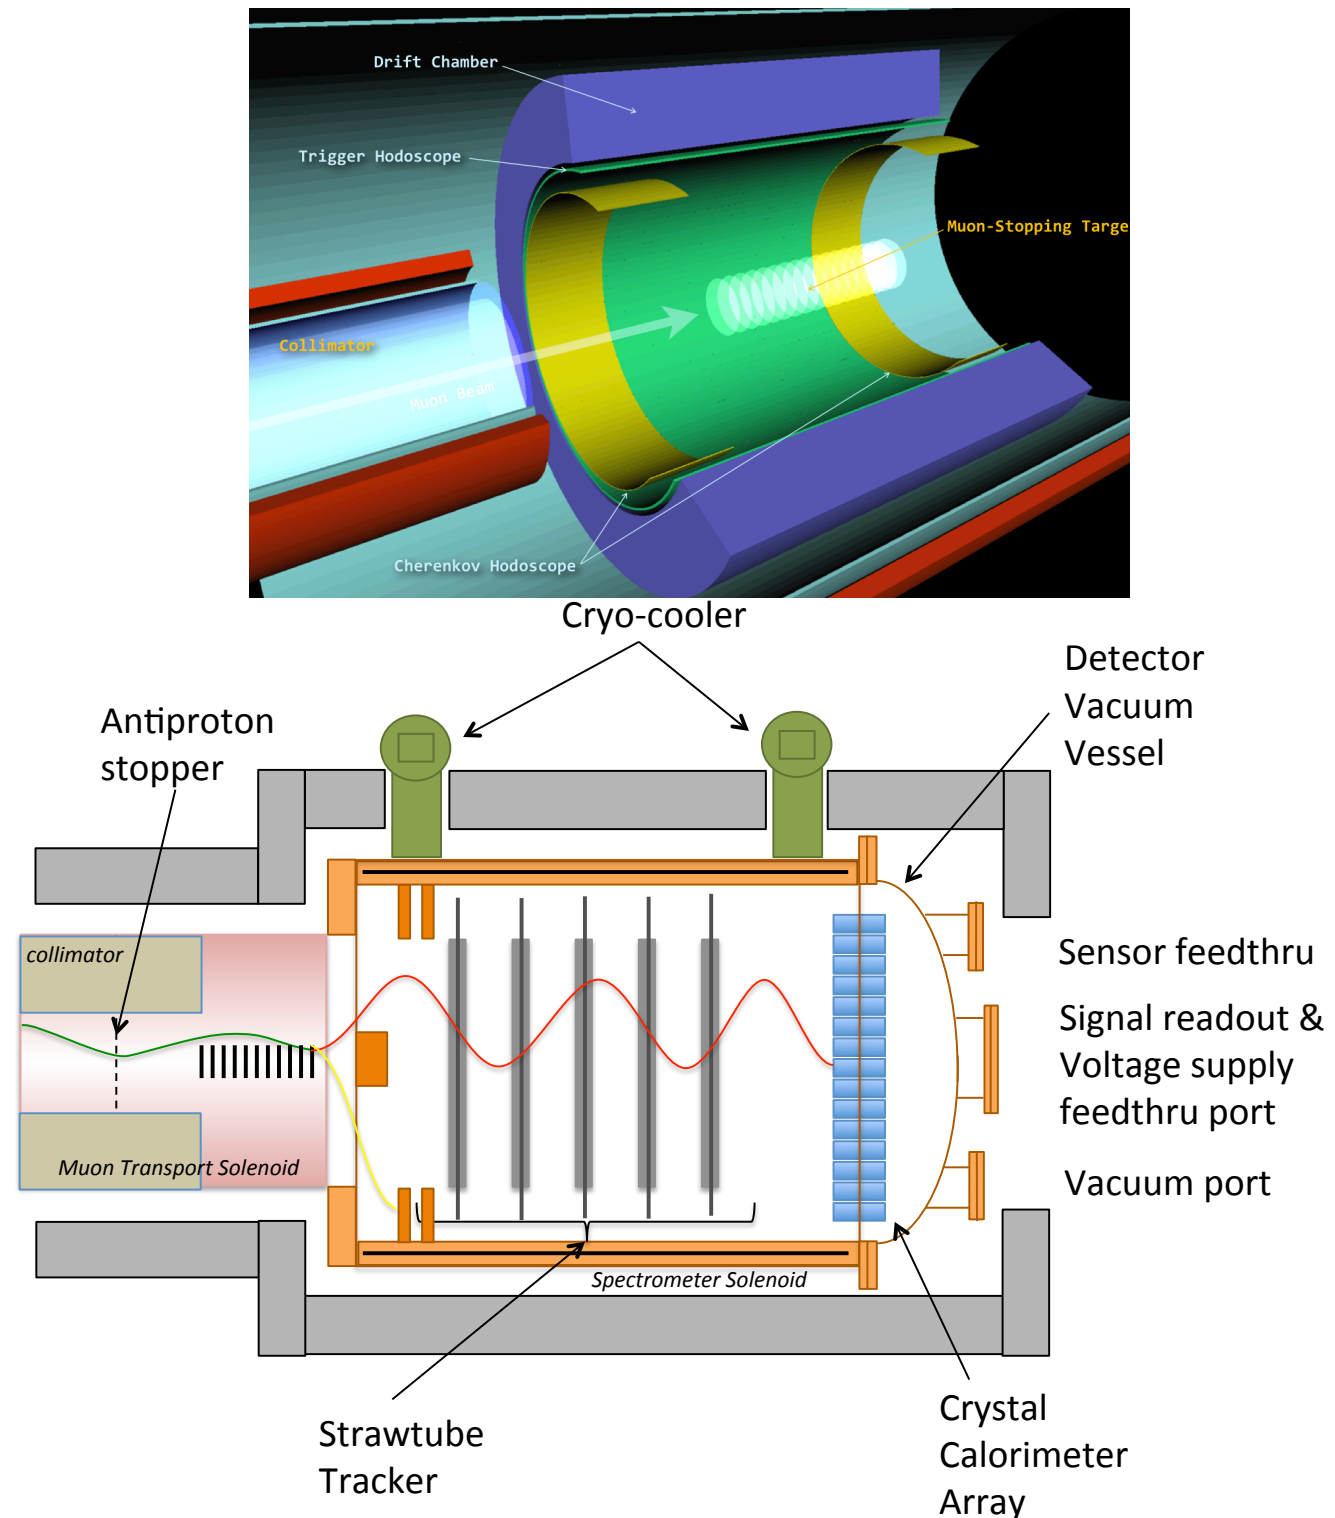 Drift Chamber
Trigger Hodoscope
Muon-Stopping Targe
Collimator
Muon Beam
Cherenkov Hodoscope
Cryo-cooler
Detector
Vacuum
Vessel
Antiproton
stopper
collimator
Sensor feedthru
Signal readout &
Voltage supply
feedthru port
Muon Transport Solenoid
Vacuum port
Spectrometer Solenoid
Strawtube
Tracker
Crystal
Calorimeter
Array